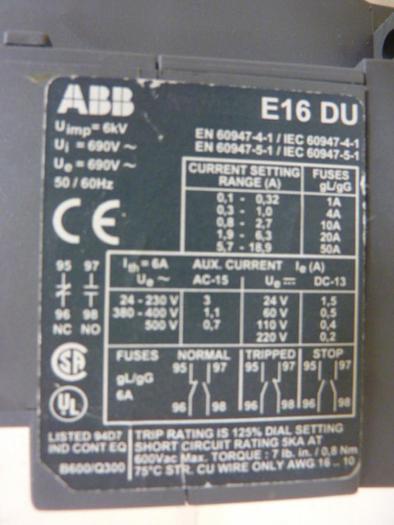 ABB
E16 DU
Uimp = 6kV
Ui = 690V ~
Ue = 690V ~
50 / 60Hz
EN 60947-4-1 / IEC 60947-4-1
EN 60947-5-1 / IEC 60947-5-1
CURRENT SETTING RANGE (A) FUSES gL/gG
0,1 - 0,32 1A
0,3 - 1,0 4A
0,8 - 2,7 10A
1,9 - 6,3 20A
5,7 - 18,9 50A
CE
95 97
96 98
NC NO
Ith = 6A AUX. CURRENT Ie (A)
Ue ~ AC-15 Ue ⎓ DC-13
24 - 230 V 3 24 V 1,5
380 - 400 V 1,1 60 V 0,5
500 V 0,7 110 V 0,4
220 V 0,2
SA
UL
FUSES NORMAL TRIPPED STOP
gL/gG 95 97 95 97 95 97
6A 96 98 96 98 96 98
LISTED 94D7
IND CONT EQ
B600/Q300
TRIP RATING IS 125% DIAL SETTING
SHORT CIRCUIT RATING 5KA AT
600Vac Max. TORQUE : 7 lb. in. / 0,8 Nm
75°C STR. CU WIRE ONLY AWG 16 .. 10